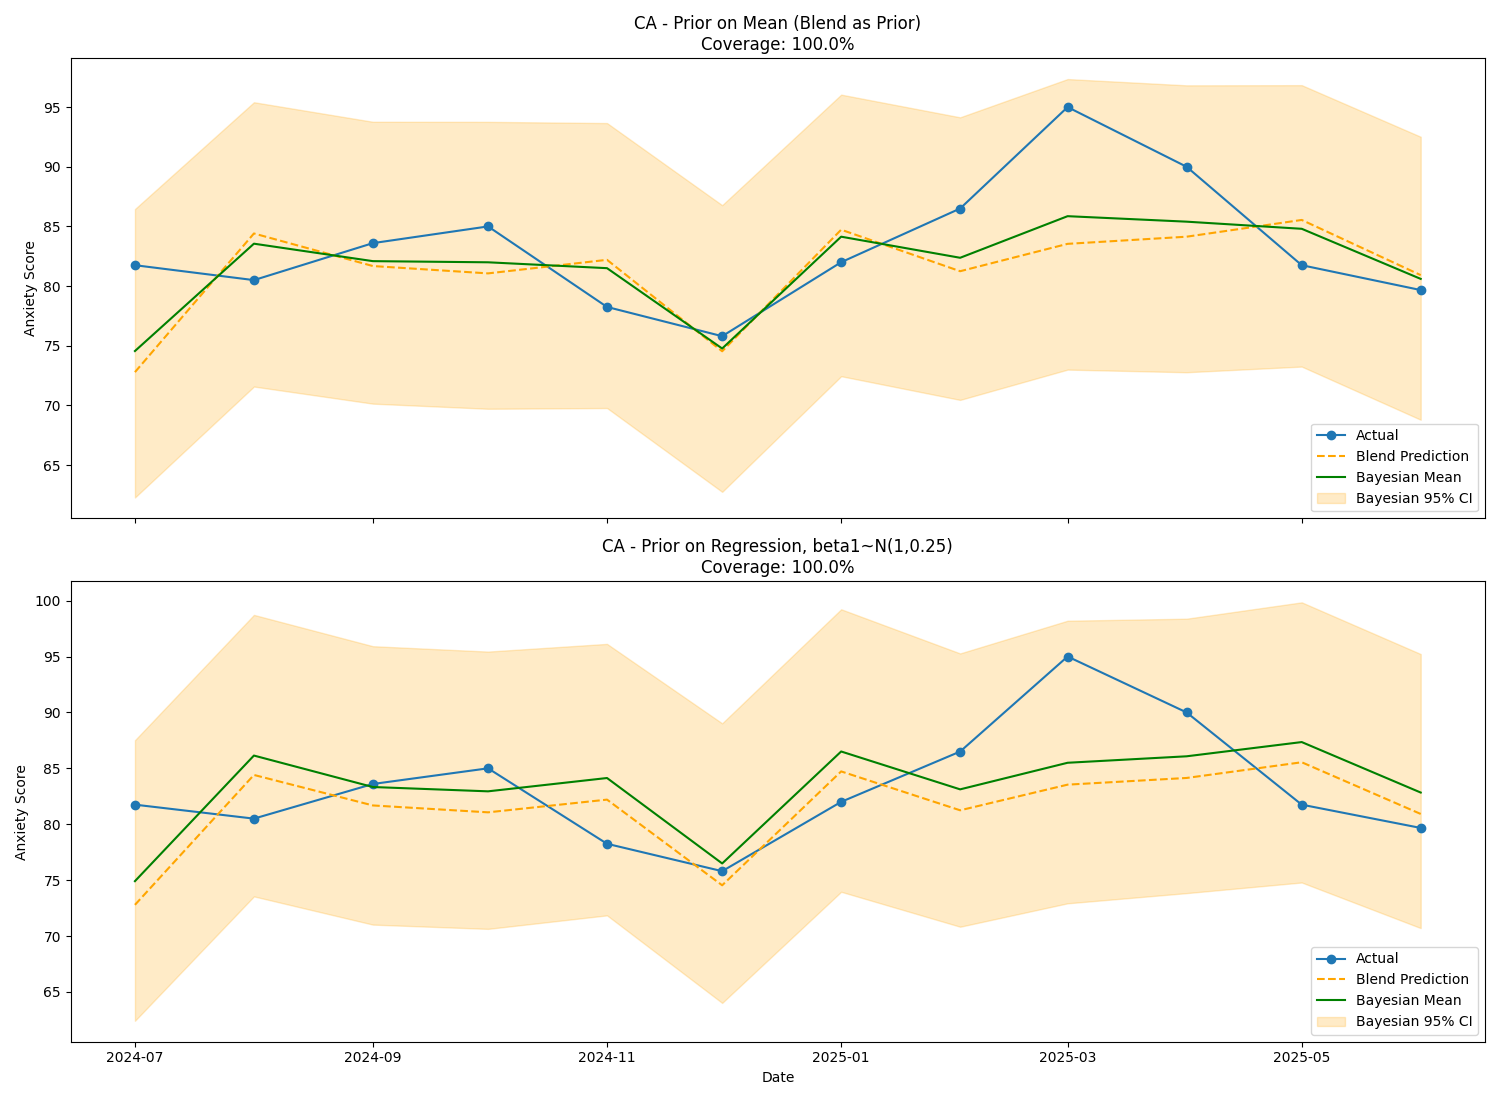 CA - Prior on Mean (Blend as Prior)
Coverage: 100.0%
Anxiety Score
95
90
85
80
75
70
65
Actual
Blend Prediction
Bayesian Mean
Bayesian 95% CI
CA - Prior on Regression, beta1~N(1,0.25)
Coverage: 100.0%
Anxiety Score
100
95
90
85
80
75
70
65
Actual
Blend Prediction
Bayesian Mean
Bayesian 95% CI
2024-07 2024-09 2024-11 2025-01 2025-03 2025-05
Date